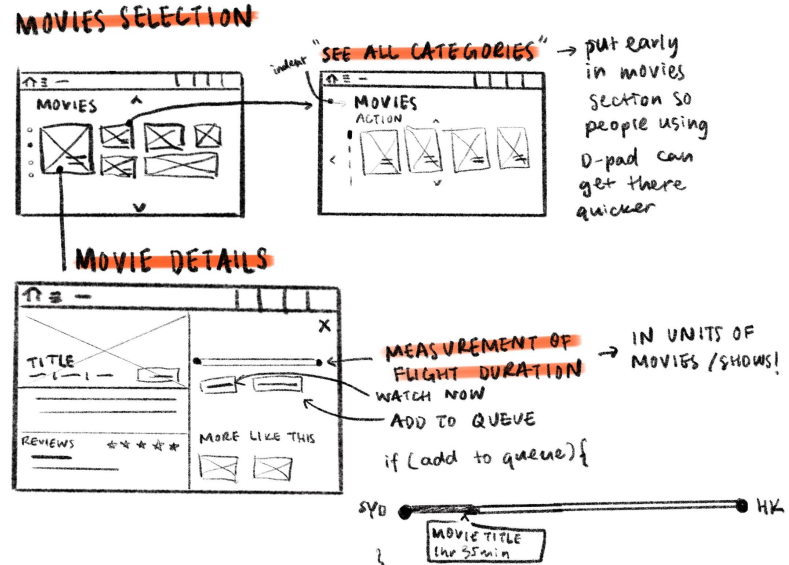 MOVIES SELECTION
indent
"SEE ALL CATEGORIES" → put early
in movies
section so
people using
D-pad can
get there
quicker
MOVIES
MOVIES
ACTION
MOVIE DETAILS
X
TITLE
REVIEWS ☆☆☆☆☆
MORE LIKE THIS
MEASUREMENT OF
FLIGHT DURATION
→ IN UNITS OF
MOVIES/SHOWS!
WATCH NOW
ADD TO QUEUE
if (add to queue){
SYD
HK
MOVIE TITLE
1hr 35min
}